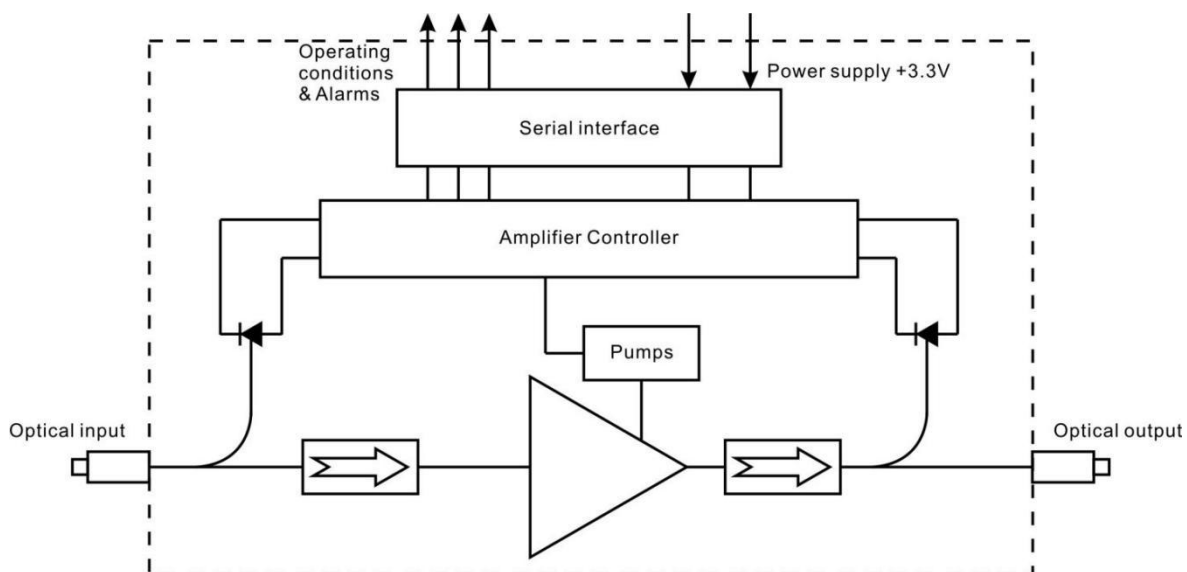 Operating
conditions
& Alarms
Power supply +3.3V
Serial interface
Amplifier Controller
Pumps
Optical input
Optical output